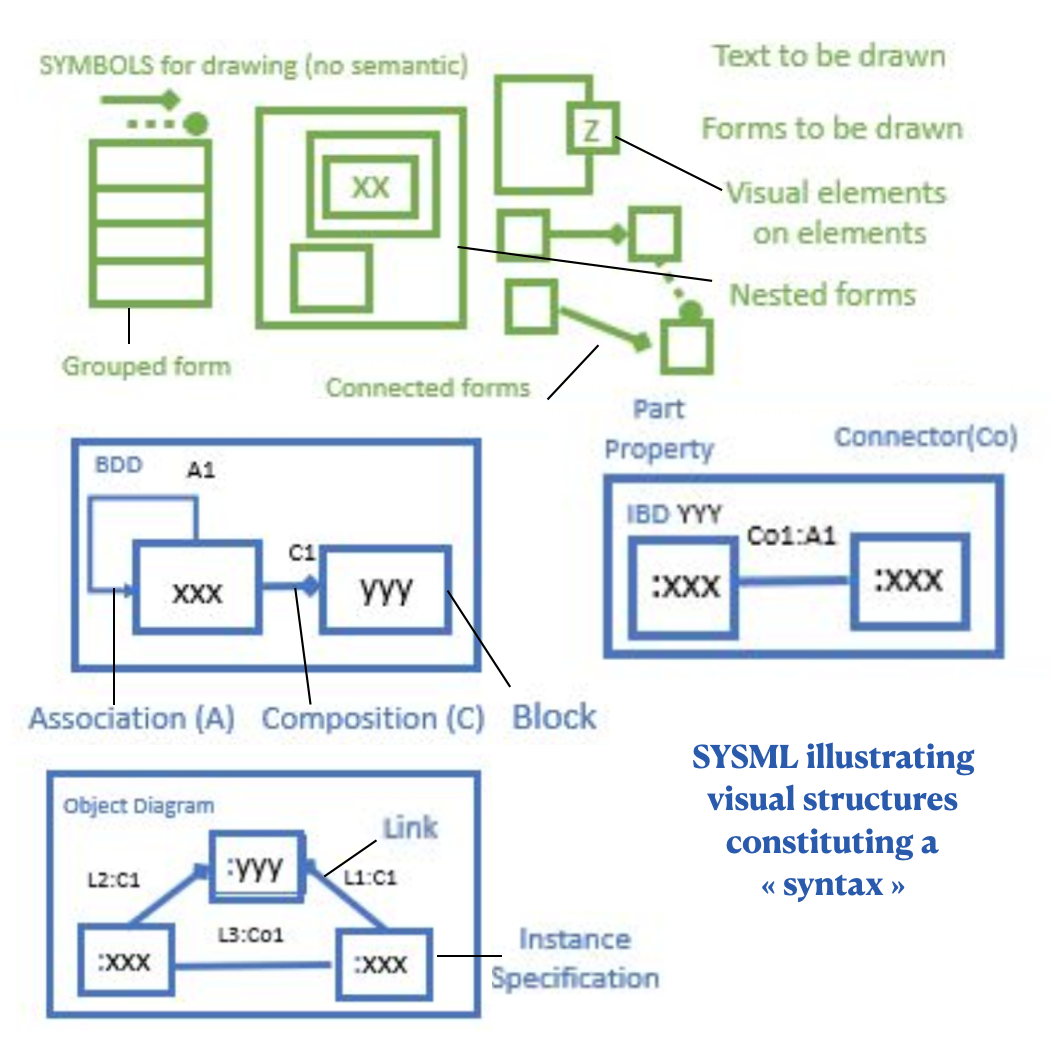 SYMBOLS for drawing (no semantic)
Text to be drawn
Forms to be drawn
Z
Visual elements
on elements
XX
Nested forms
Grouped form
Connected forms
Part
Property
Connector(Co)
BDD
A1
C1
xxx
yyy
IBD YYY
Co1:A1
:xxx
:xxx
Association (A)
Composition (C)
Block
SYSML illustrating
visual structures
constituting a
« syntax »
Object Diagram
Link
:yyy
L2:C1
L1:C1
L3:Co1
:xxx
:xxx
Instance
Specification